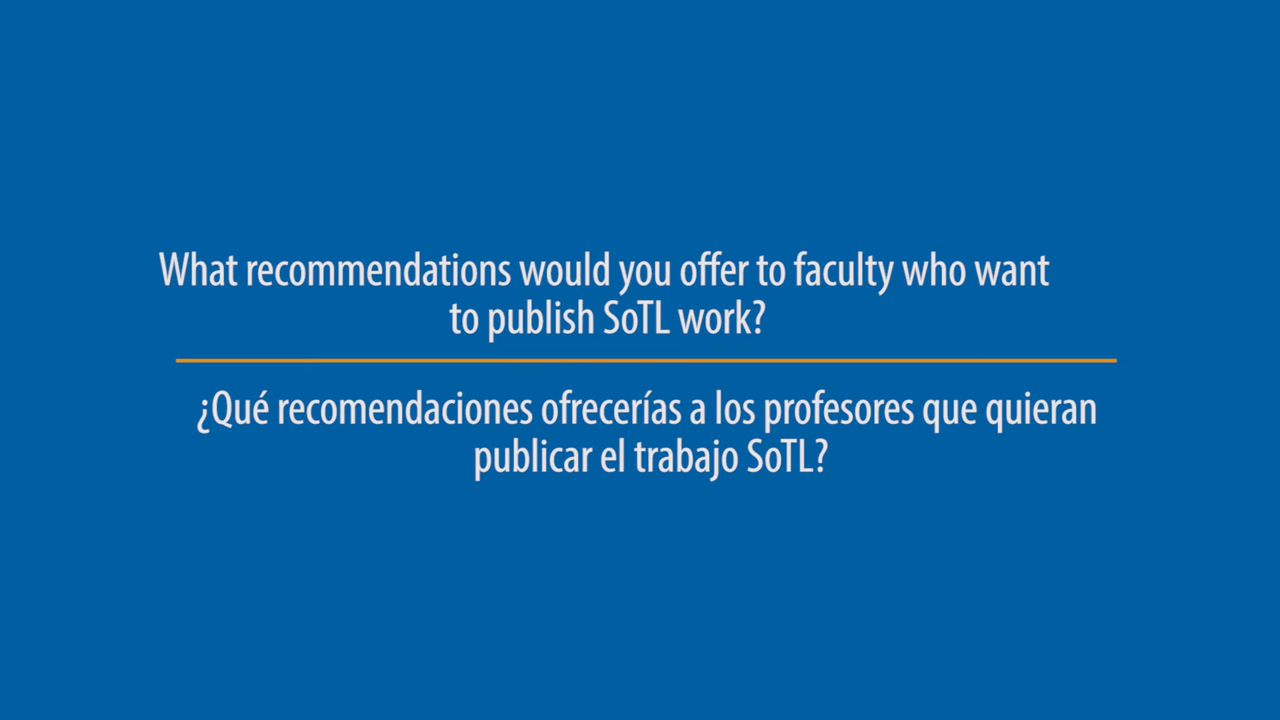 What recommendations would you offer to faculty who want
to publish SoTL work?
¿Qué recomendaciones ofrecerías a los profesores que quieran
publicar el trabajo SoTL?